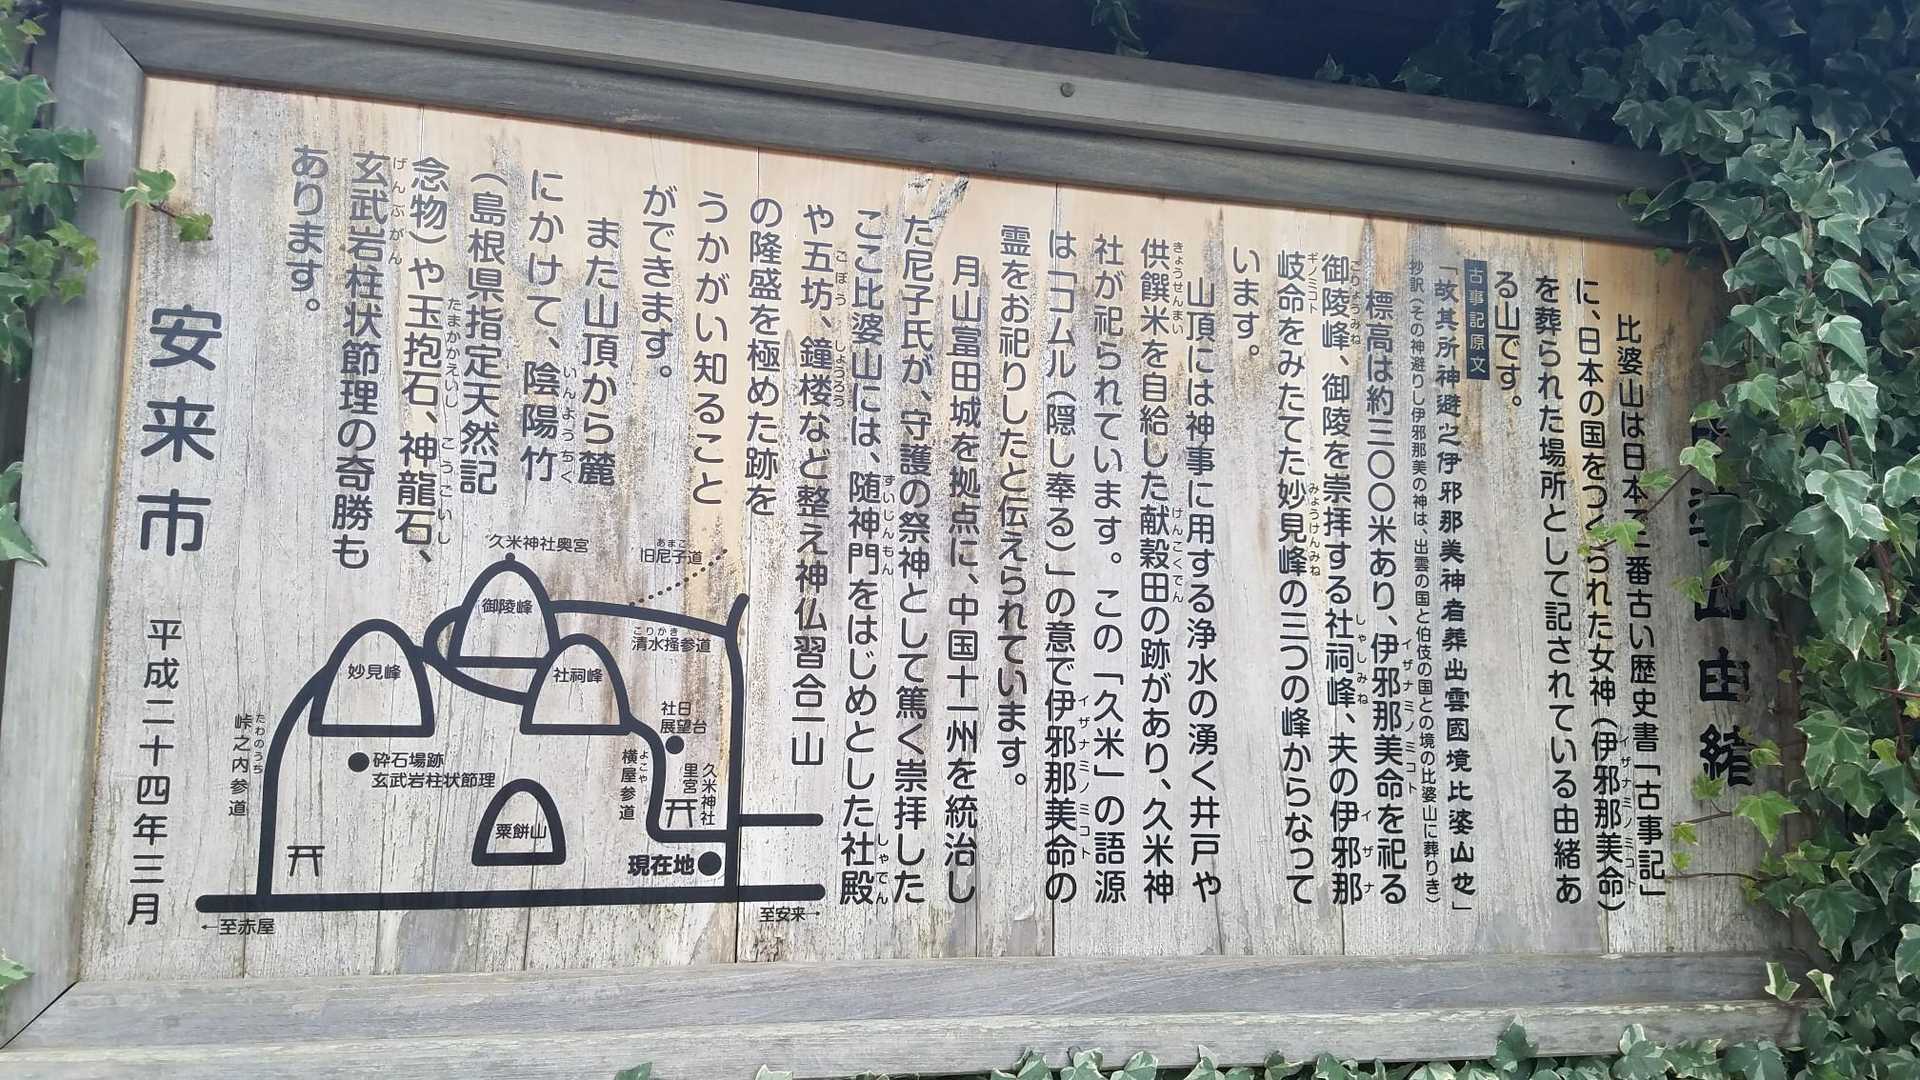 婆山由緒
比婆山は日本で一番古い歴史書「古事記」
に、日本の国をつくられた女神（伊邪那美命）
を葬られた場所として記されている由緒あ
る山です。
古事記原文
「故其所神避之伊邪那美神者葬出雲國境比婆山也」
抄訳（その神避りし伊邪那美の神は、出雲の国と伯伎の国との境の比婆山に葬りき）
標高は約三〇〇米あり、伊邪那美命を祀る
御陵峰、御陵を崇拝する社祠峰、夫の伊邪那
岐命をみたてた妙見峰の三つの峰からなって
います。
山頂には神事に用する浄水の湧く井戸や
供饌米を自給した献穀田の跡があり、久米神
社が祀られています。この「久米」の語源
は「コムル（隠し奉る）」の意で伊邪那美命の
霊をお祀りしたと伝えられています。
月山富田城を拠点に、中国十一州を統治し
た尼子氏が、守護の祭神として篤く崇拝した
ここ比婆山には、随神門をはじめとした社殿
や五坊、鐘楼など整え神仏習合一山
の隆盛を極めた跡を
うかがい知ること
ができます。
また山頂から麓
にかけて、陰陽竹
（島根県指定天然記
念物）や玉抱石、神龍石、
玄武岩柱状節理の奇勝も
あります。
安来市
平成二十四年三月
久米神社奥宮
御陵峰
旧尼子道
清水掻参道
妙見峰
社祠峰
社日
展望台
峠之内参道
砕石場跡
玄武岩柱状節理
横屋参道
久米神社
里宮
粟餅山
現在地
←至赤屋
至安来→